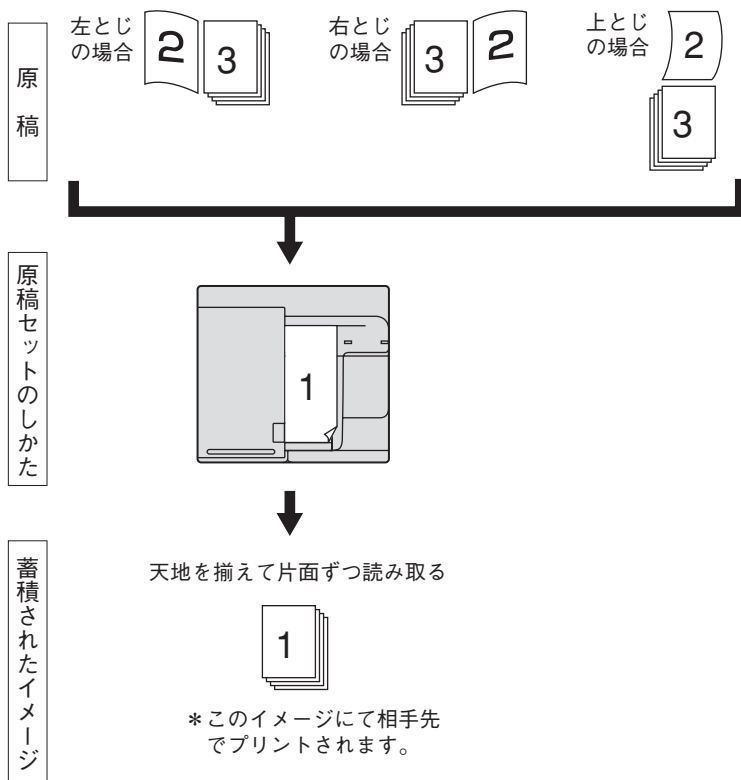 原稿
左とじ
の場合
2
3
右とじ
の場合
3
2
上とじ
の場合
2
3
原稿セットのしかた
1
蓄積されたイメージ
天地を揃えて片面ずつ読み取る
1
＊このイメージにて相手先
でプリントされます。